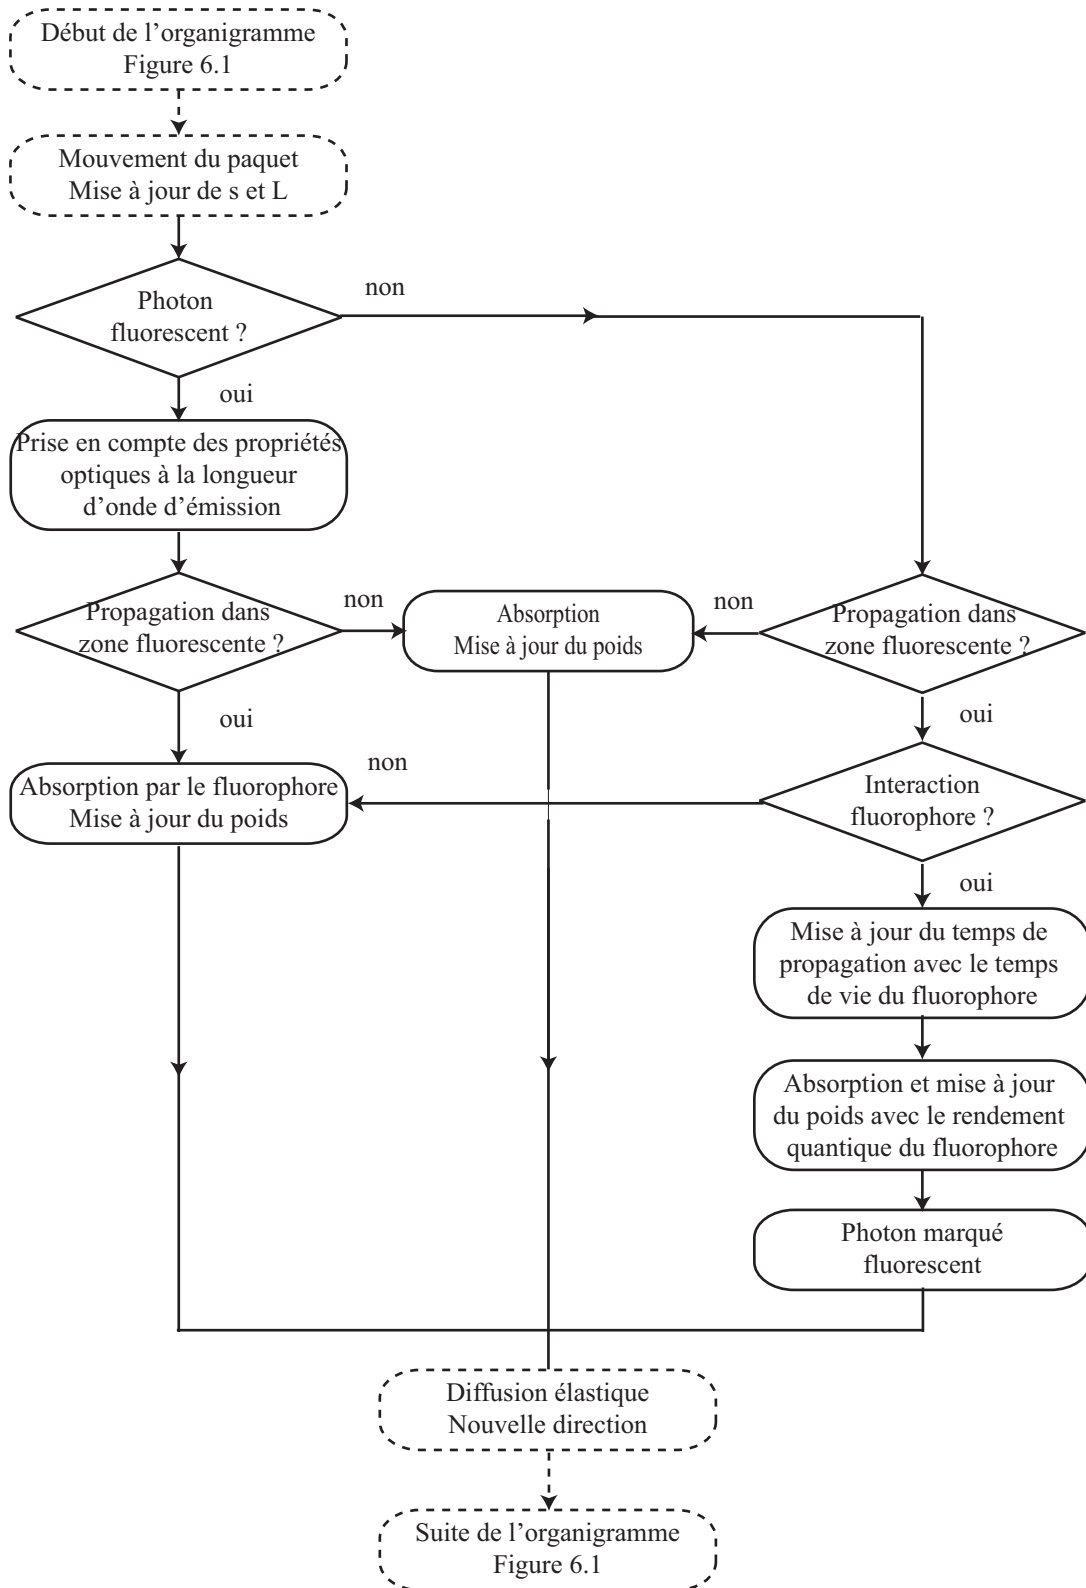 Début de l’organigramme
Figure 6.1
Mouvement du paquet
Mise à jour de s et L
Photon
fluorescent ?
non
oui
Prise en compte des propriétés
optiques à la longueur
d’onde d’émission
Propagation dans
zone fluorescente ?
non
Absorption
Mise à jour du poids
non
Propagation dans
zone fluorescente ?
oui
oui
Absorption par le fluorophore
Mise à jour du poids
non
Interaction
fluorophore ?
oui
Mise à jour du temps de
propagation avec le temps
de vie du fluorophore
Absorption et mise à jour
du poids avec le rendement
quantique du fluorophore
Photon marqué
fluorescent
Diffusion élastique
Nouvelle direction
Suite de l’organigramme
Figure 6.1